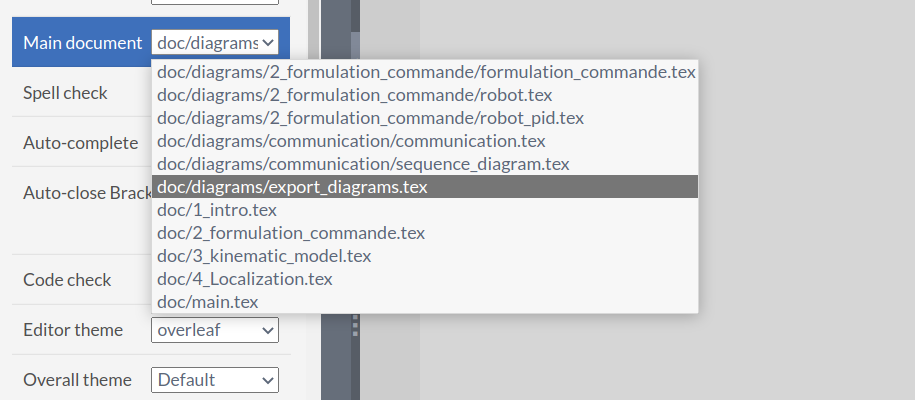 Main document doc/diagrams
doc/diagrams/2_formulation_commande/formulation_commande.tex
Spell check doc/diagrams/2_formulation_commande/robot.tex
doc/diagrams/2_formulation_commande/robot_pid.tex
Auto-complete doc/diagrams/communication/communication.tex
doc/diagrams/communication/sequence_diagram.tex
Auto-close Brack doc/diagrams/export_diagrams.tex
doc/1_intro.tex
doc/2_formulation_commande.tex
doc/3_kinematic_model.tex
Code check doc/4_Localization.tex
doc/main.tex
Editor theme overleaf
Overall theme Default